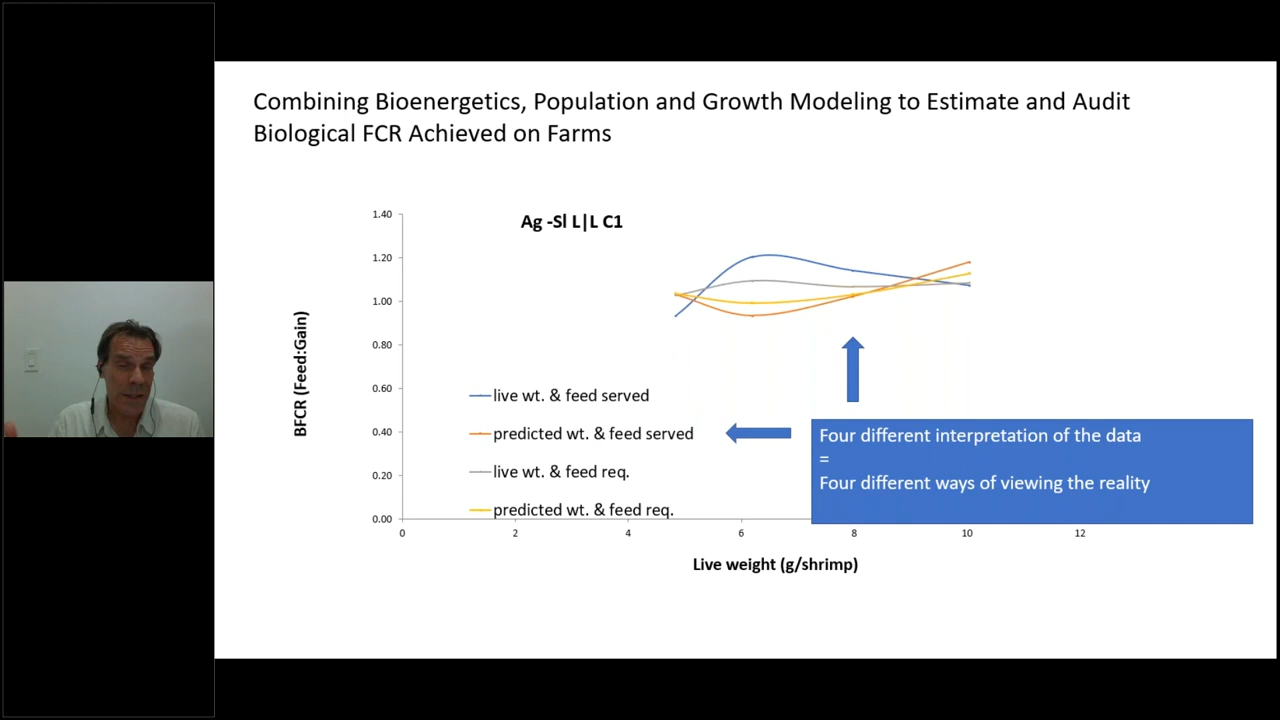 Combining Bioenergetics, Population and Growth Modeling to Estimate and Audit
Biological FCR Achieved on Farms
Ag -Sl L|L C1
1.40
1.20
1.00
0.80
0.60
0.40
0.20
0.00
BFCR (Feed:Gain)
live wt. & feed served
predicted wt. & feed served
live wt. & feed req.
predicted wt. & feed req.
Four different interpretation of the data
=
Four different ways of viewing the reality
0
2
4
6
8
10
12
Live weight (g/shrimp)